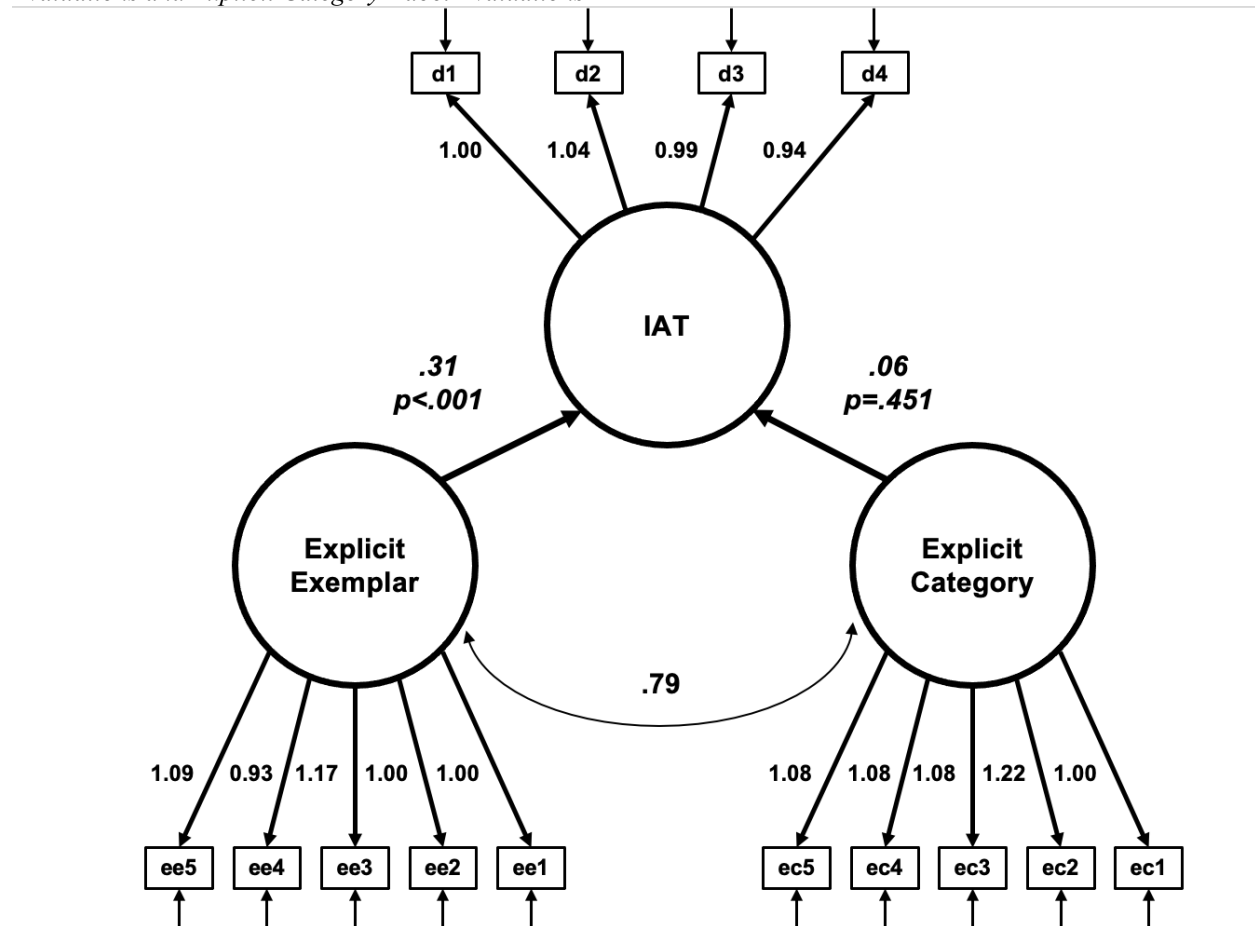 d1 d2 d3 d4
1.00 1.04 0.99 0.94
IAT
.31
p<.001
.06
p=.451
Explicit
Exemplar
Explicit
Category
.79
1.09 0.93 1.17 1.00 1.00
1.08 1.08 1.08 1.22 1.00
ee5 ee4 ee3 ee2 ee1
ec5 ec4 ec3 ec2 ec1